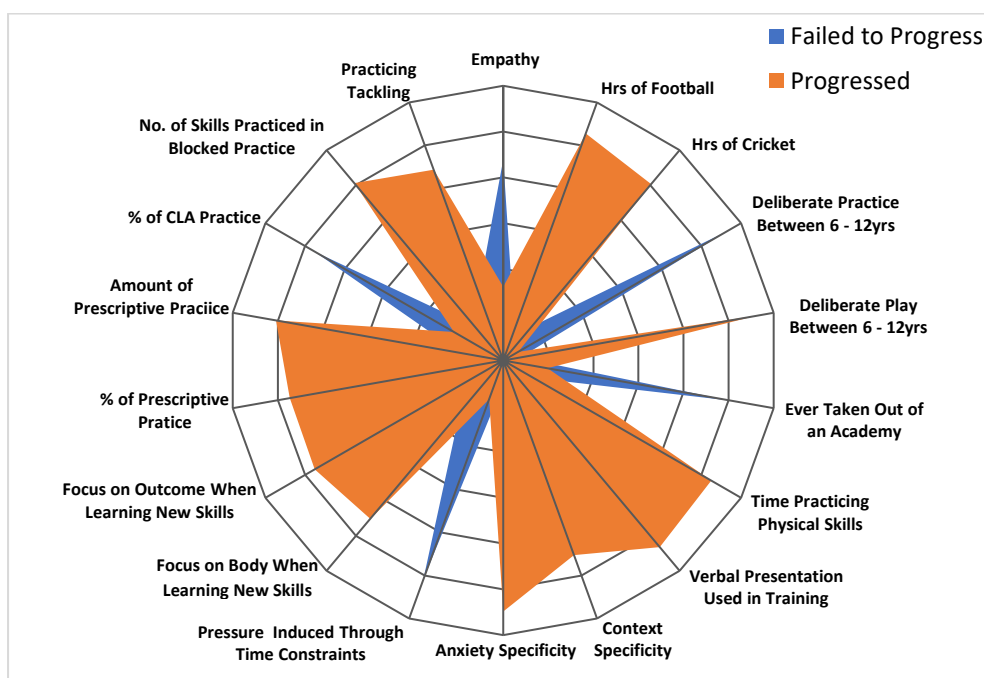 Failed to Progress
Progressed
Empathy
Hrs of Football
Hrs of Cricket
Deliberate Practice
Between 6 - 12yrs
Deliberate Play
Between 6 - 12yrs
Ever Taken Out of
an Academy
Time Practicing
Physical Skills
Verbal Presentation
Used in Training
Context
Specificity
Anxiety Specificity
Pressure Induced Through
Time Constraints
Focus on Body When
Learning New Skills
Focus on Outcome When
Learning New Skills
% of Prescriptive
Pratice
Amount of
Prescriptive Praciice
% of CLA Practice
No. of Skills Practiced in
Blocked Practice
Practicing
Tackling